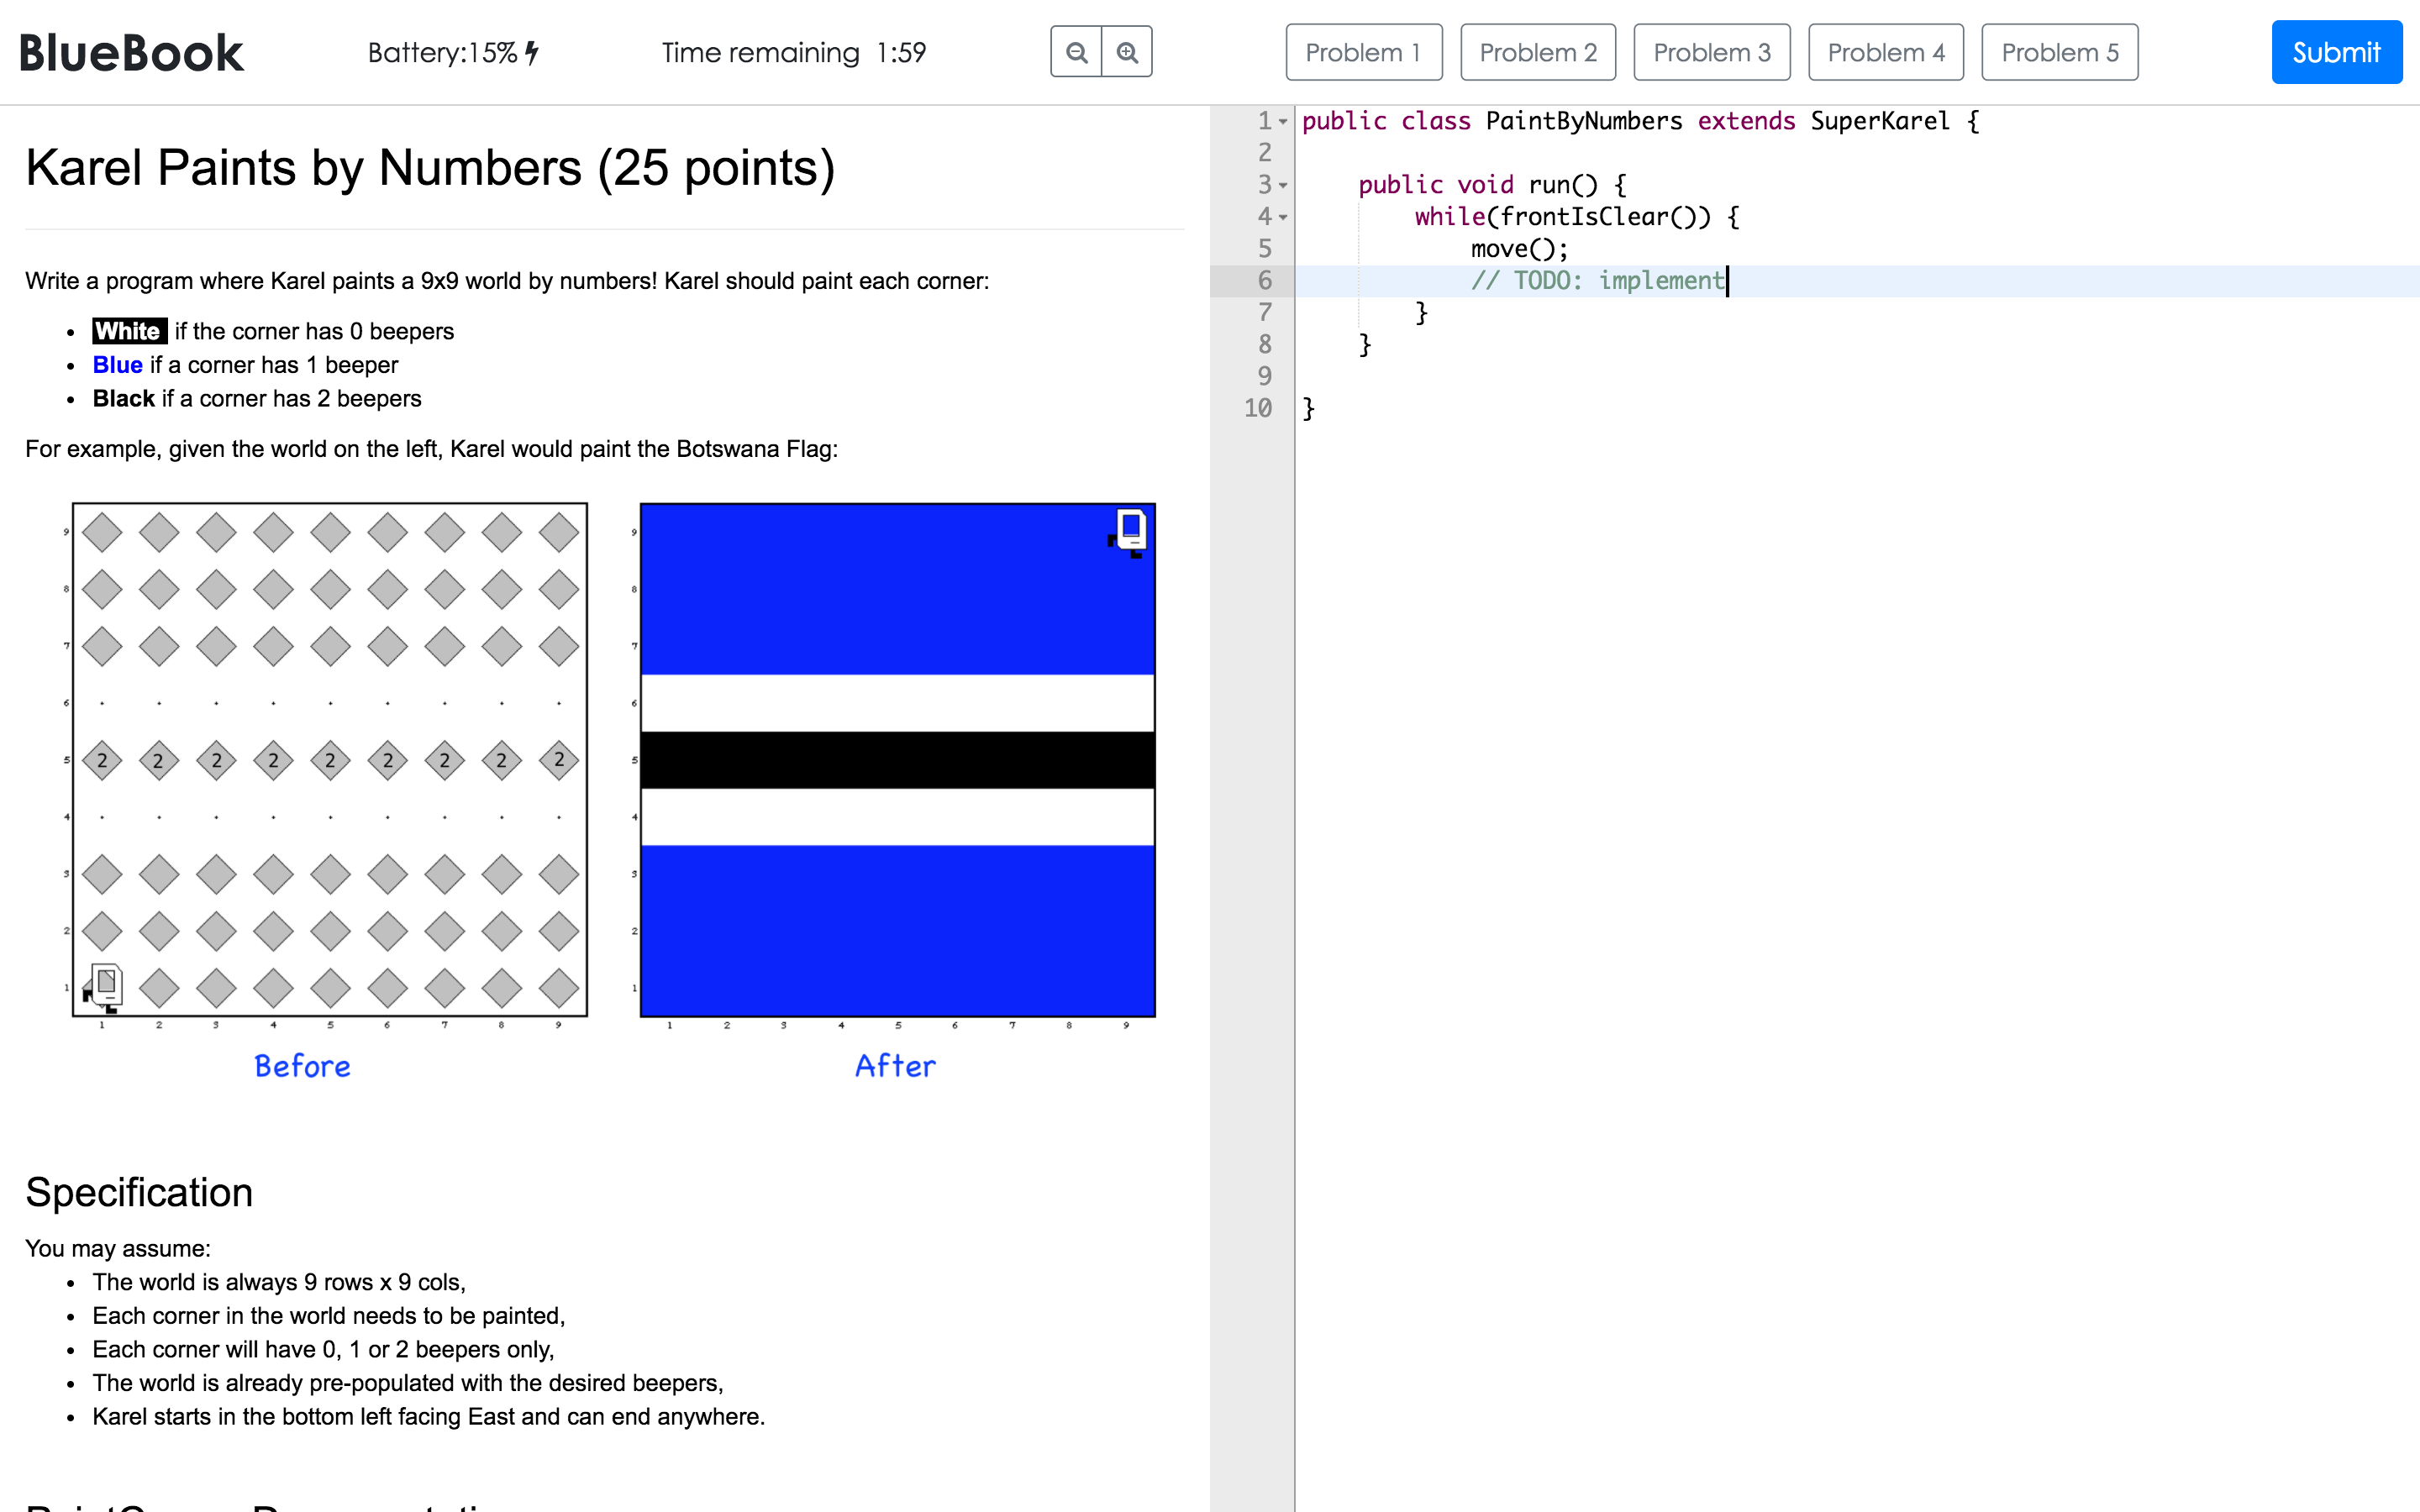 BlueBook
Battery:15%
Time remaining 1:59
Problem 1
Problem 2
Problem 3
Problem 4
Problem 5
Submit
Karel Paints by Numbers (25 points)
Write a program where Karel paints a 9x9 world by numbers! Karel should paint each corner:
• White if the corner has 0 beepers
• Blue if a corner has 1 beeper
• Black if a corner has 2 beepers
For example, given the world on the left, Karel would paint the Botswana Flag:
9
8
7
6
5 2 2 2 2 2 2 2 2 2
4
3
2
1
1 2 3 4 5 6 7 8 9
Before
9
8
7
6
5
4
3
2
1
1 2 3 4 5 6 7 8 9
After
Specification
You may assume:
• The world is always 9 rows x 9 cols,
• Each corner in the world needs to be painted,
• Each corner will have 0, 1 or 2 beepers only,
• The world is already pre-populated with the desired beepers,
• Karel starts in the bottom left facing East and can end anywhere.
1 public class PaintByNumbers extends SuperKarel {
2
3 public void run() {
4 while(frontIsClear()) {
5 move();
6 // TODO: implement
7 }
8 }
9
10 }